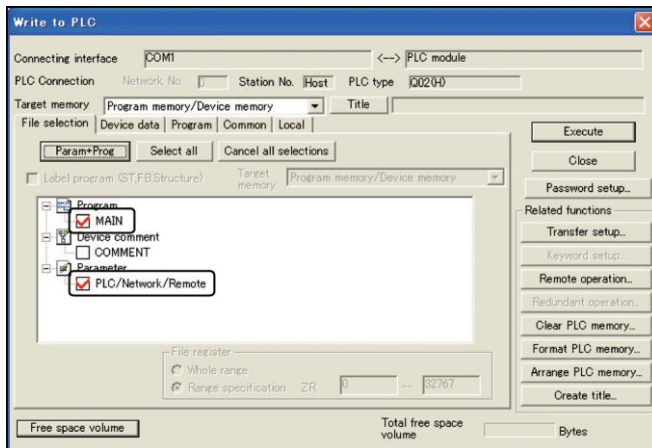 Write to PLC
Connecting interface COM1 <--> PLC module
PLC Connection Network No. 0 Station No. Host PLC type Q02(H)
Target memory Program memory/Device memory Title
File selection Device data Program Common Local
Param+Prog Select all Cancel all selections
Label program (ST,FB,Structure) Target memory Program memory/Device memory
Program
MAIN
Device comment
COMMENT
Parameter
PLC/Network/Remote
File register
Whole range
Range specification ZR 0 -- 32767
Free space volume
Total free space volume Bytes
Execute
Close
Password setup...
Related functions
Transfer setup...
Keyword setup...
Remote operation...
Redundant operation...
Clear PLC memory...
Format PLC memory...
Arrange PLC memory...
Create title...